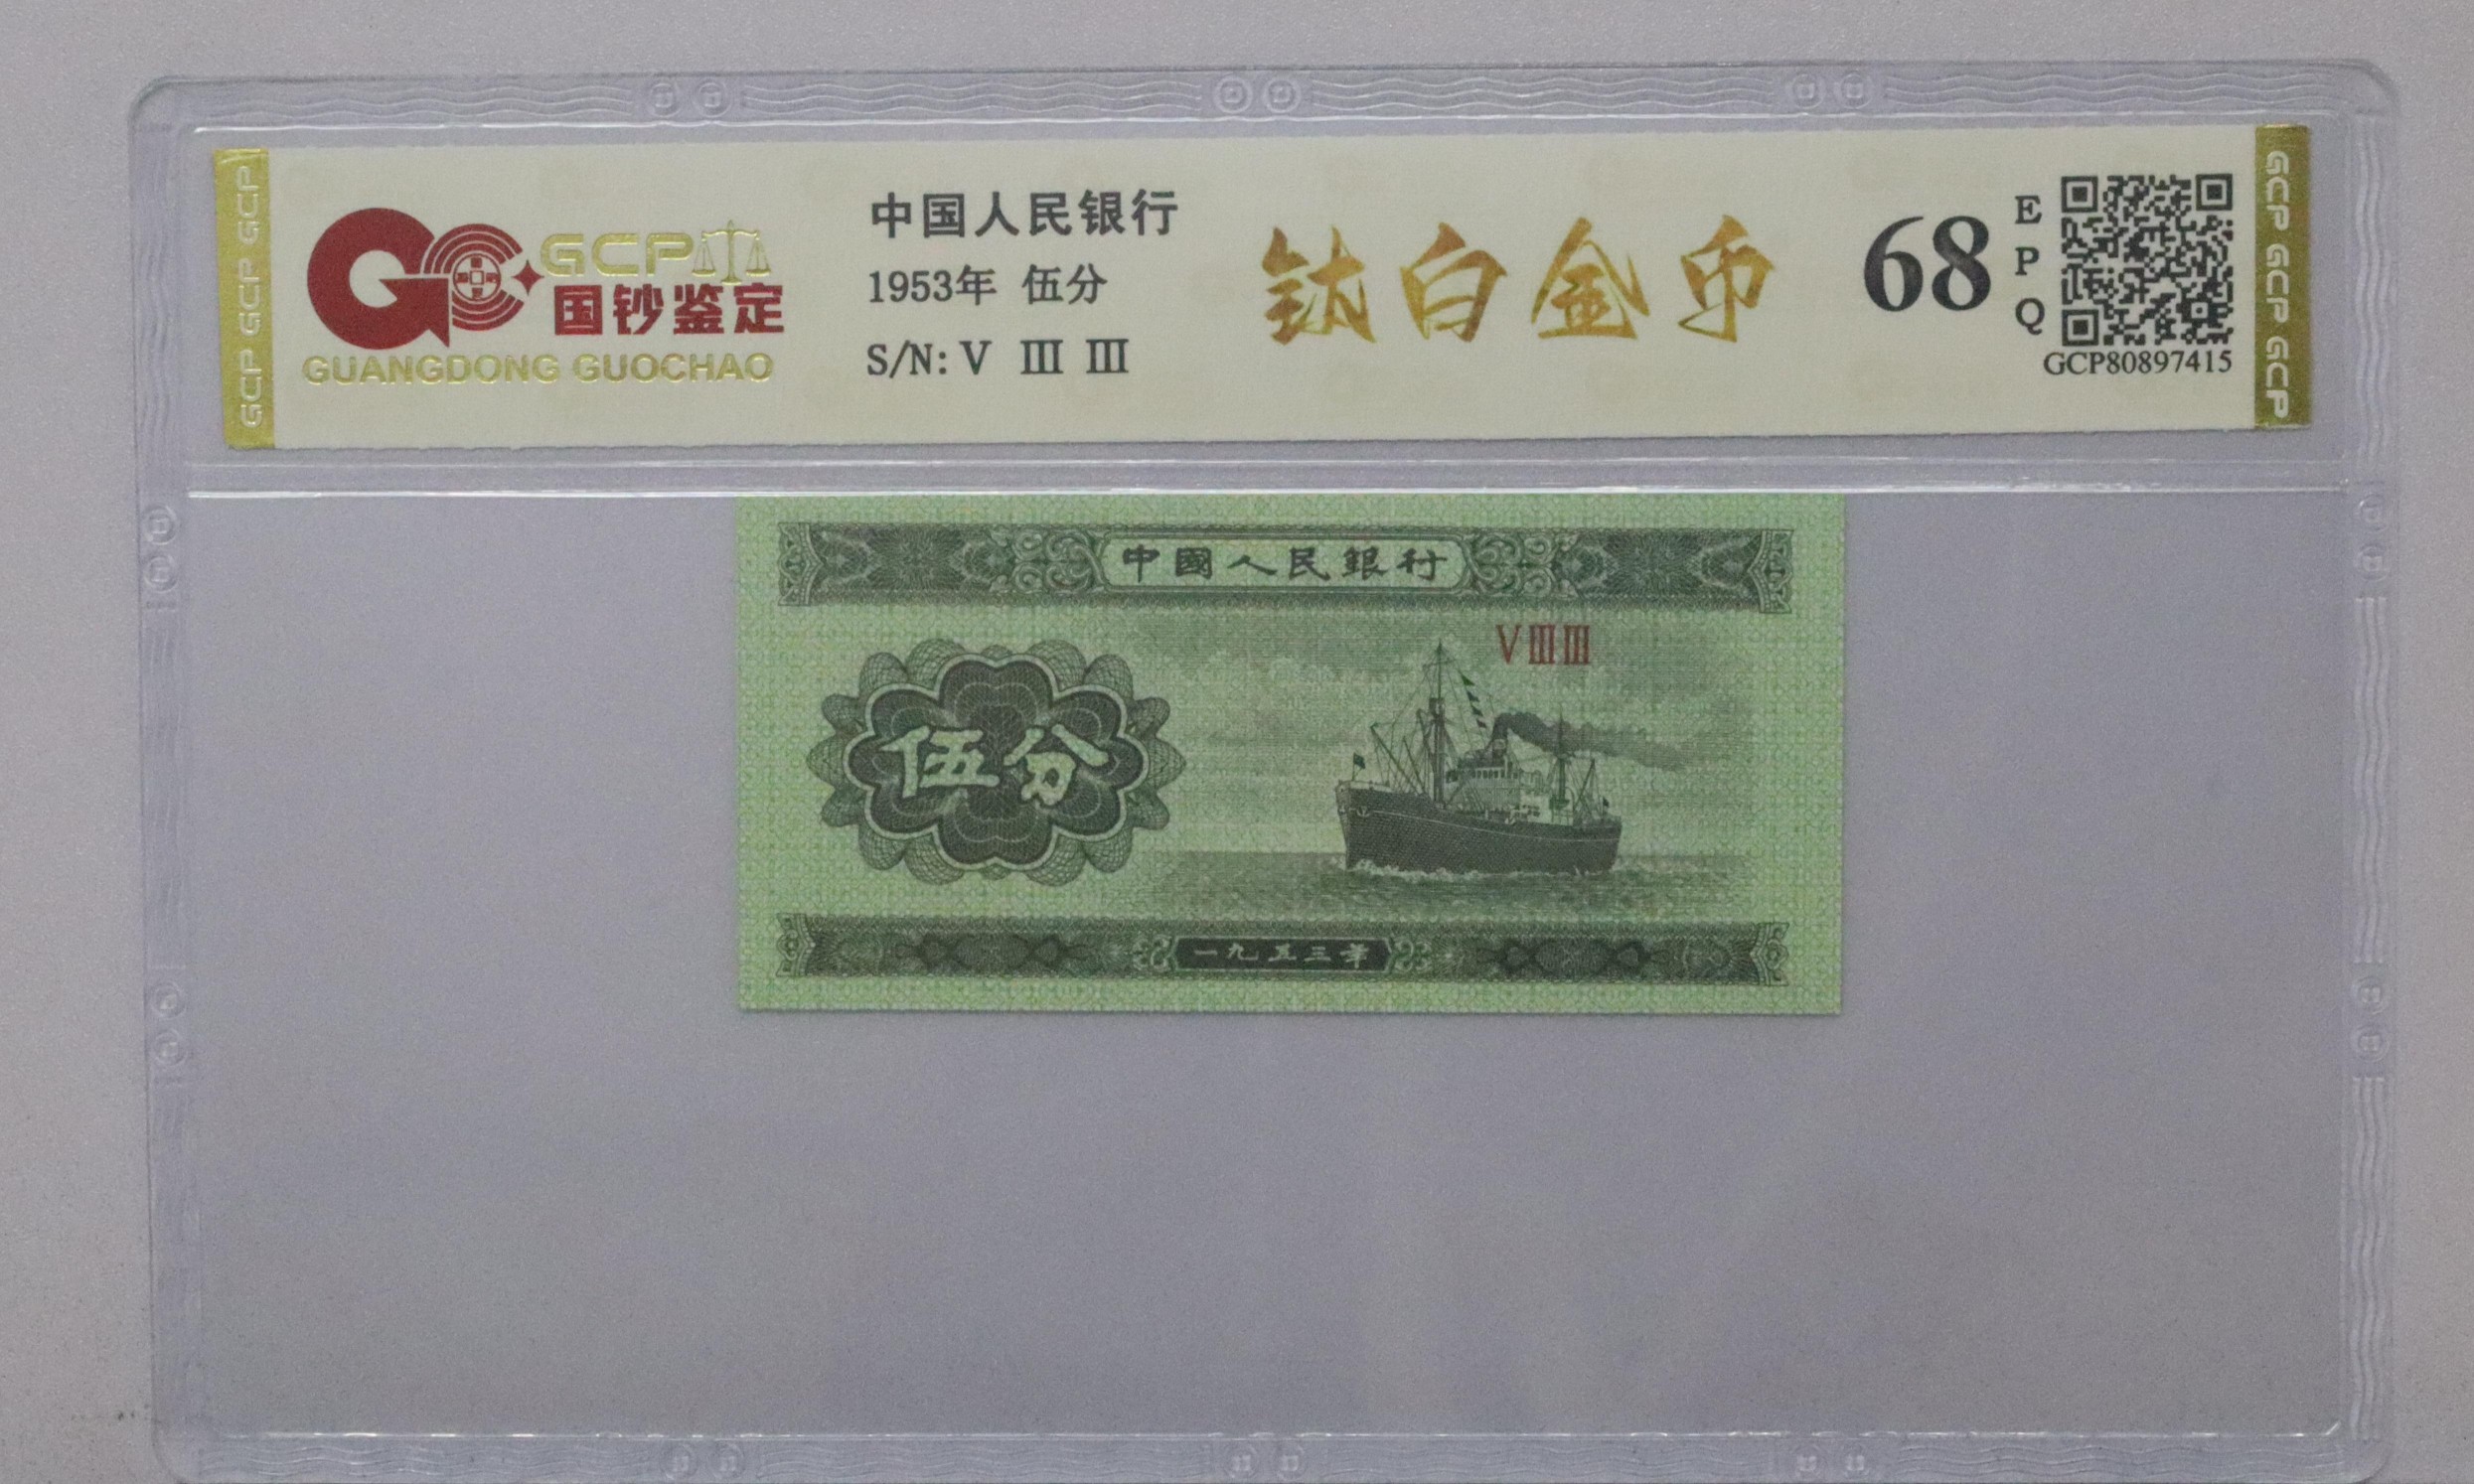 GCP GCP GCP
GCP
国钞鉴定
GUANGDONG GUOCHAO
中国人民银行
1953年 伍分
S/N: V III III
钛白金币
68
EPQ
GCP80897415
GCP GCP GCP
中國人民銀行
VIIIIII
伍分
一九五三年